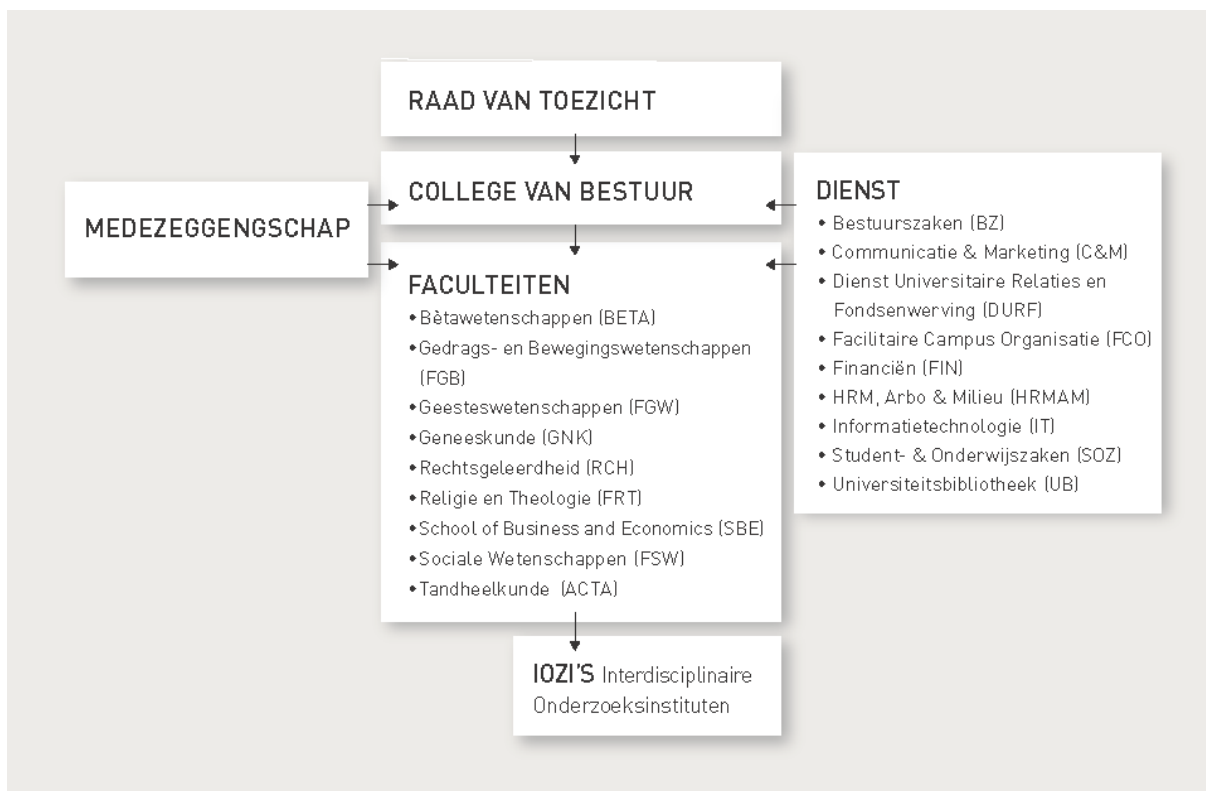 RAAD VAN TOEZICHT
COLLEGE VAN BESTUUR
MEDEZEGGENGSCHAP
FACULTEITEN
• Bètawetenschappen (BETA)
• Gedrags- en Bewegingswetenschappen
(FGB)
• Geesteswetenschappen (FGW)
• Geneeskunde (GNK)
• Rechtsgeleerdheid (RCH)
• Religie en Theologie (FRT)
• School of Business and Economics (SBE)
• Sociale Wetenschappen (FSW)
• Tandheelkunde (ACTA)
DIENST
• Bestuurszaken (BZ)
• Communicatie & Marketing (C&M)
• Dienst Universitaire Relaties en
Fondsenwerving (DURF)
• Facilitaire Campus Organisatie (FCO)
• Financiën (FIN)
• HRM, Arbo & Milieu (HRMAM)
• Informatietechnologie (IT)
• Student- & Onderwijszaken (SOZ)
• Universiteitsbibliotheek (UB)
IOZI'S Interdisciplinaire
Onderzoeksinstituten